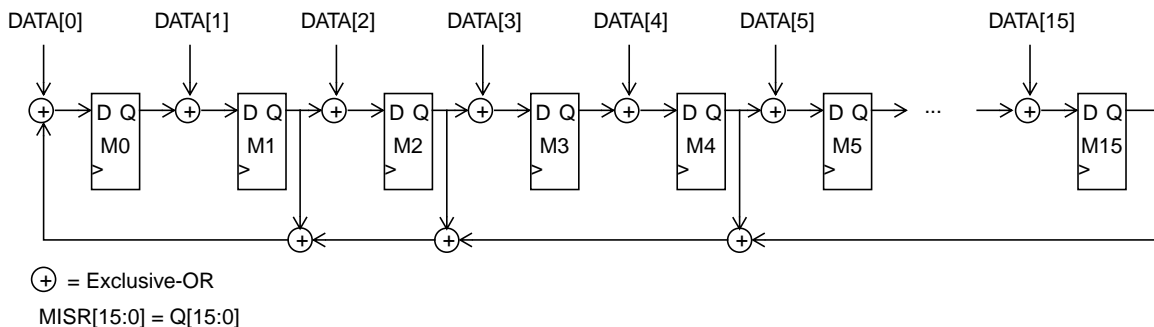 DATA[0] DATA[1] DATA[2] DATA[3] DATA[4] DATA[5] DATA[15]
+ + + + + + +
D Q D Q D Q D Q D Q D Q ... D Q
M0 M1 M2 M3 M4 M5 M15
+ + +
+ = Exclusive-OR
MISR[15:0] = Q[15:0]